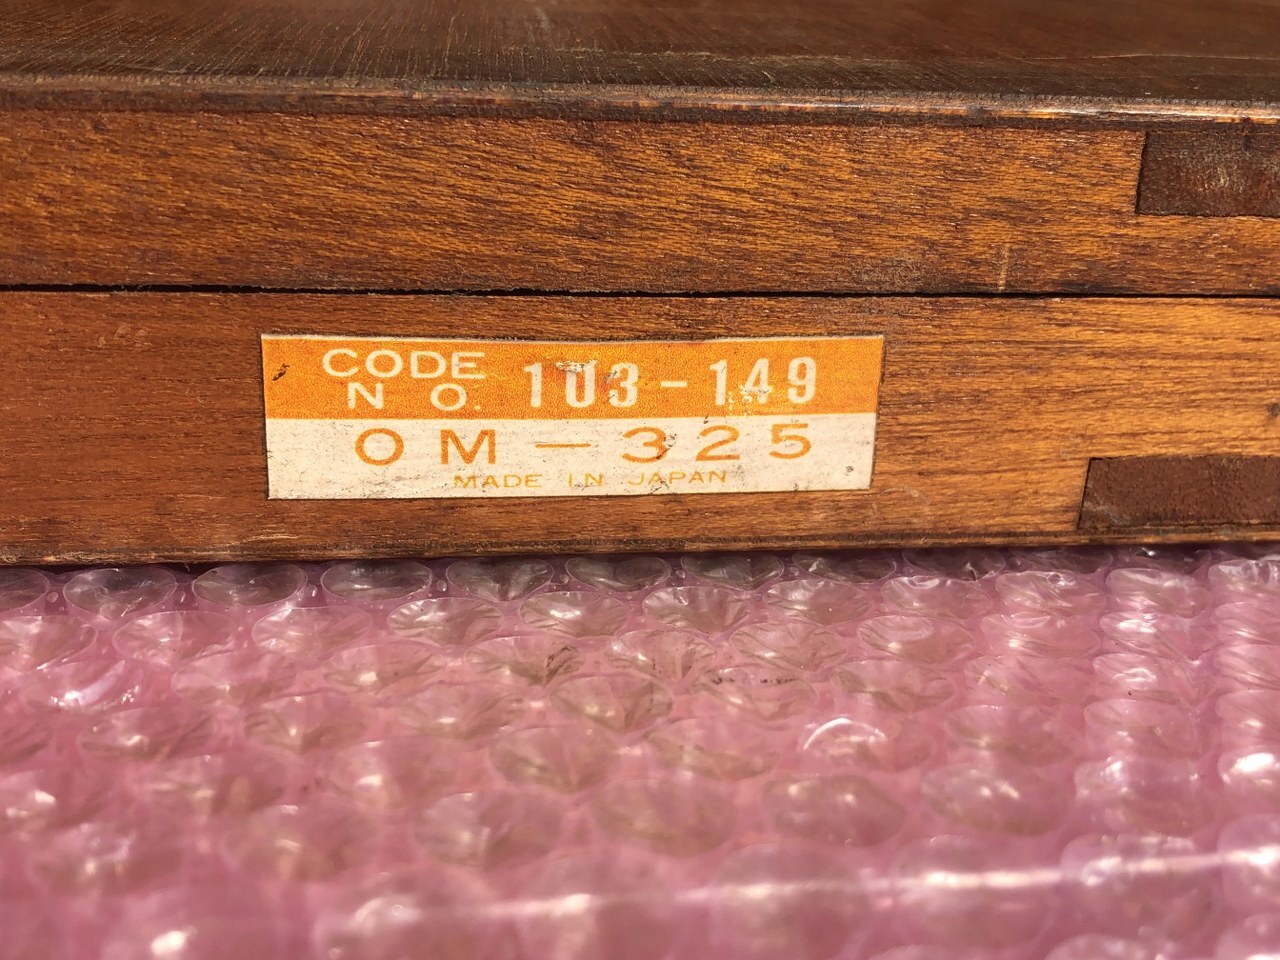 CODE NO. 103-149
OM-325
MADE IN JAPAN